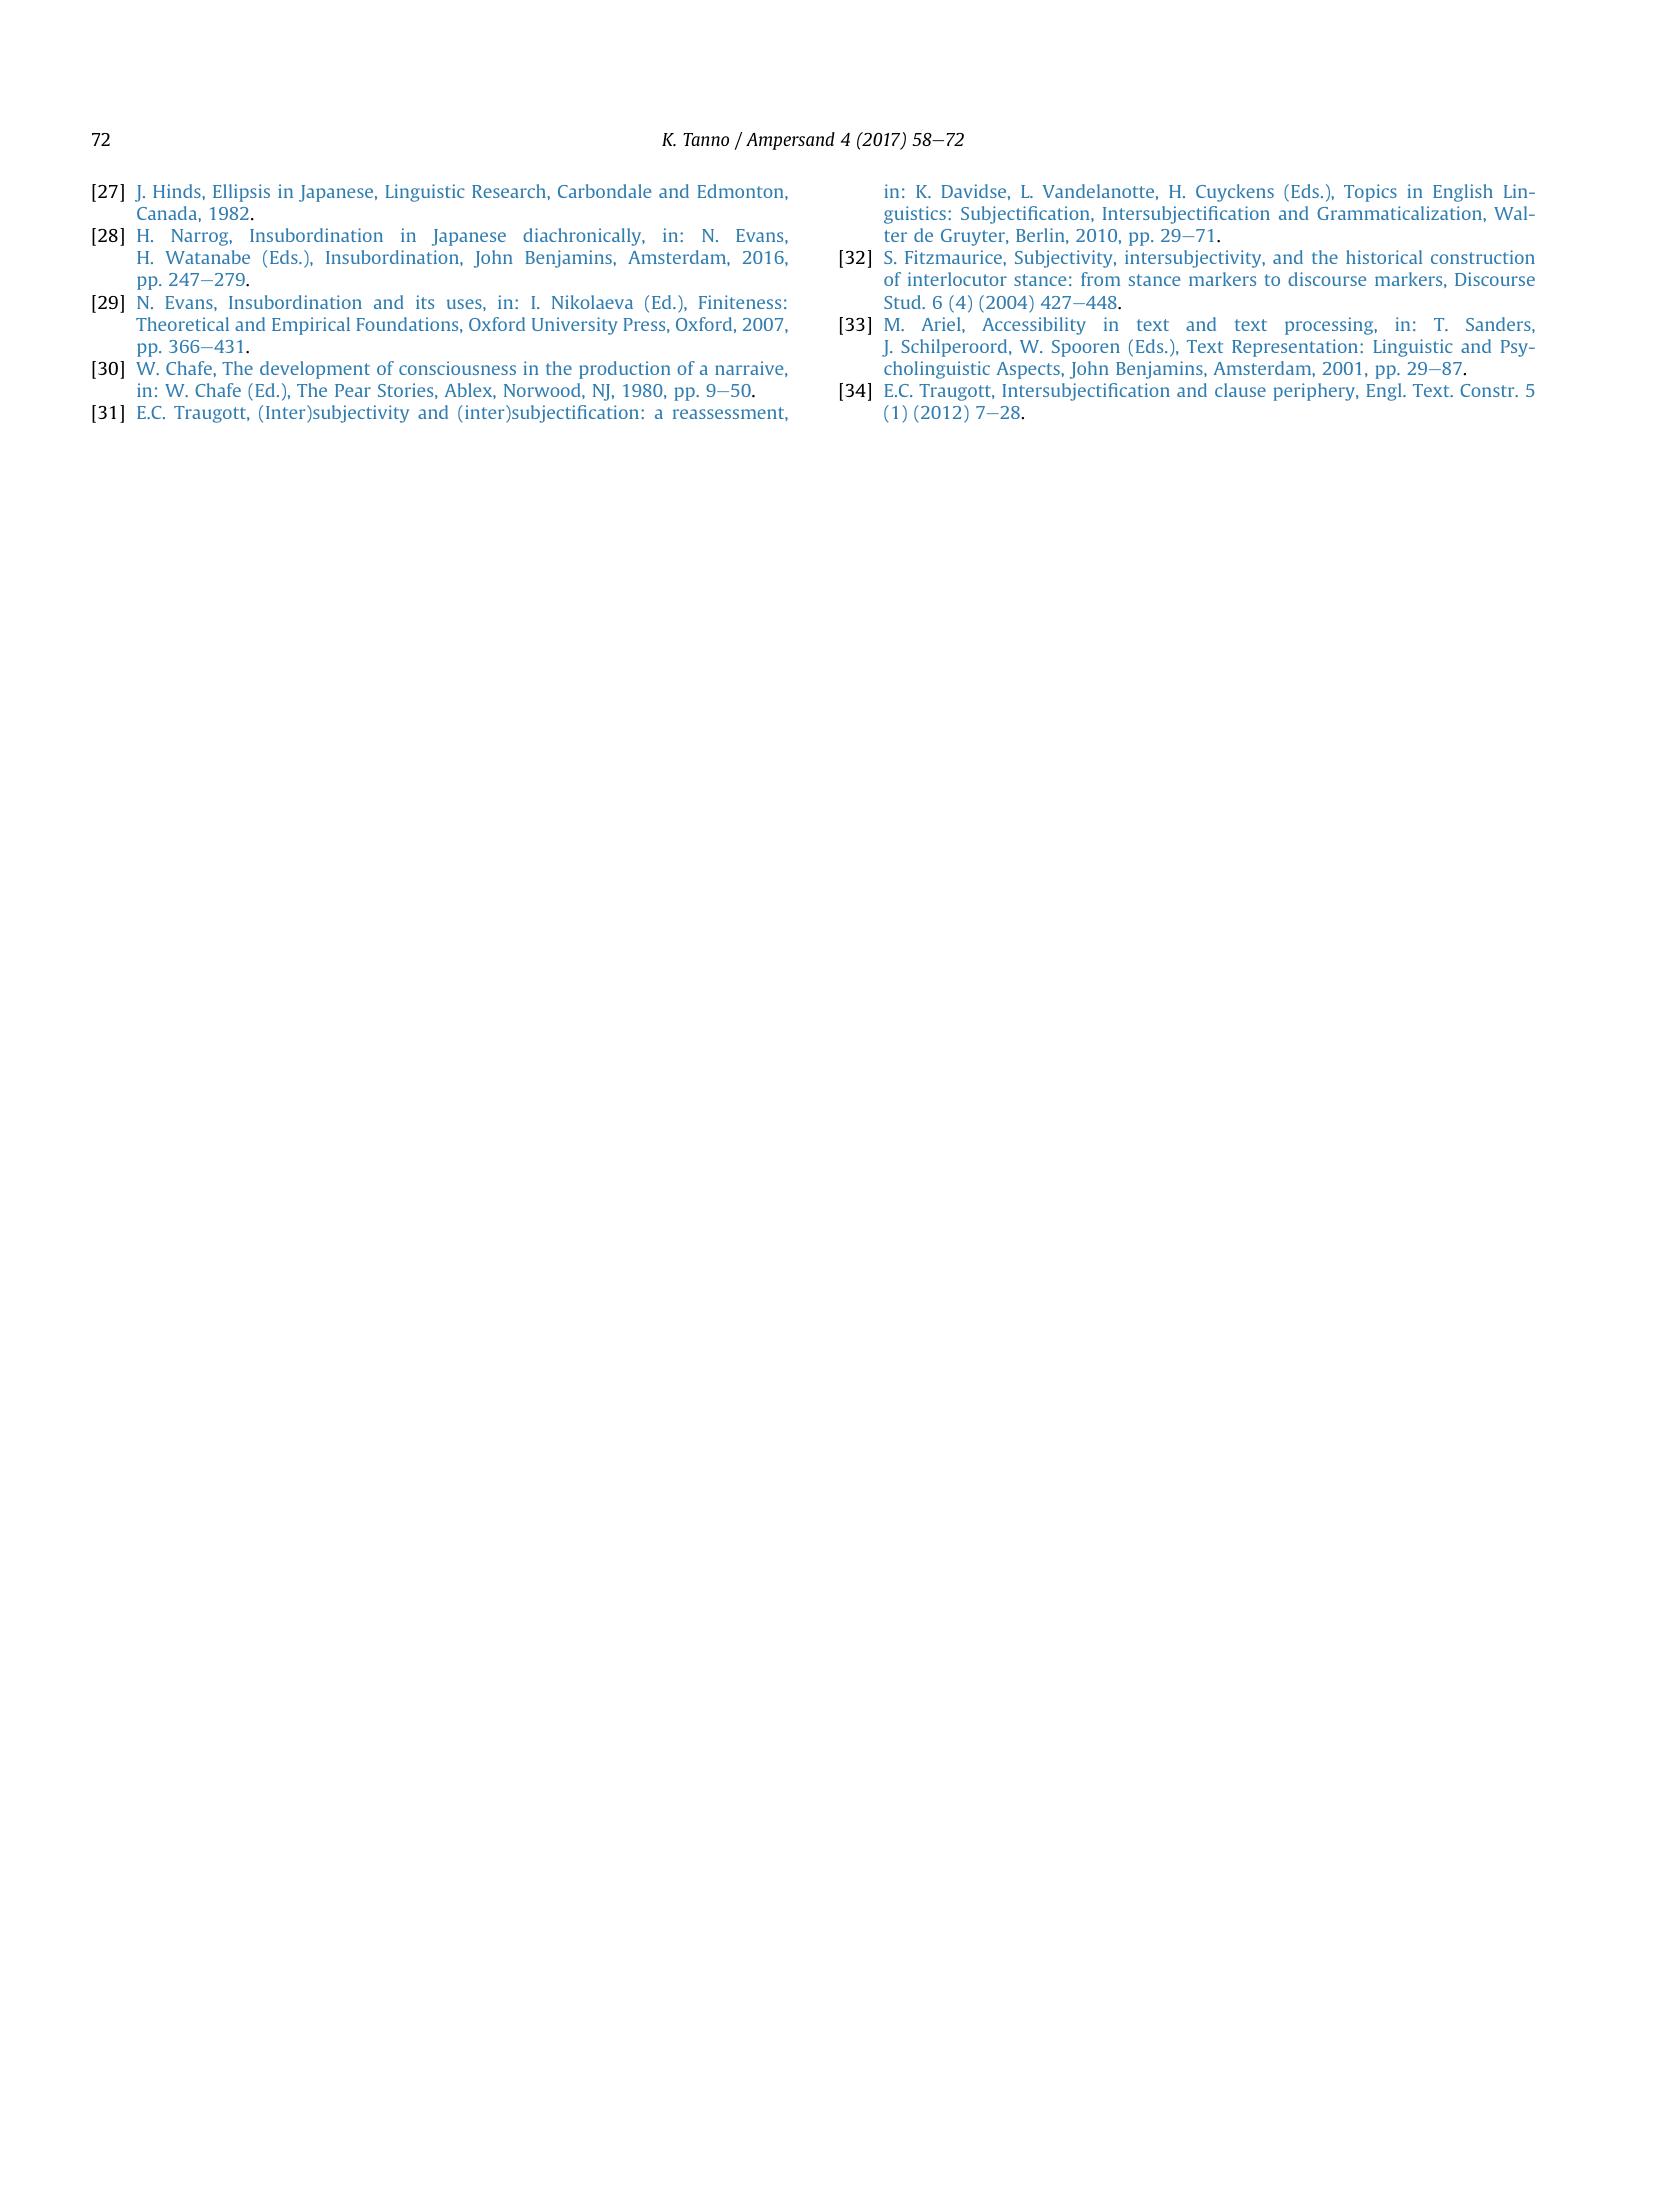 72
K. Tanno / Ampersand 4 (2017) 58–72
[27] J. Hinds, Ellipsis in Japanese, Linguistic Research, Carbondale and Edmonton,
Canada, 1982.
[28] H. Narrog, Insubordination in Japanese diachronically, in: N. Evans,
H. Watanabe (Eds.), Insubordination, John Benjamins, Amsterdam, 2016,
pp. 247–279.
[29] N. Evans, Insubordination and its uses, in: I. Nikolaeva (Ed.), Finiteness:
Theoretical and Empirical Foundations, Oxford University Press, Oxford, 2007,
pp. 366–431.
[30] W. Chafe, The development of consciousness in the production of a narraive,
in: W. Chafe (Ed.), The Pear Stories, Ablex, Norwood, NJ, 1980, pp. 9–50.
[31] E.C. Traugott, (Inter)subjectivity and (inter)subjectification: a reassessment,
in: K. Davidse, L. Vandelanotte, H. Cuyckens (Eds.), Topics in English Lin-
guistics: Subjectification, Intersubjectification and Grammaticalization, Wal-
ter de Gruyter, Berlin, 2010, pp. 29–71.
[32] S. Fitzmaurice, Subjectivity, intersubjectivity, and the historical construction
of interlocutor stance: from stance markers to discourse markers, Discourse
Stud. 6 (4) (2004) 427–448.
[33] M. Ariel, Accessibility in text and text processing, in: T. Sanders,
J. Schilperoord, W. Spooren (Eds.), Text Representation: Linguistic and Psy-
cholinguistic Aspects, John Benjamins, Amsterdam, 2001, pp. 29–87.
[34] E.C. Traugott, Intersubjectification and clause periphery, Engl. Text. Constr. 5
(1) (2012) 7–28.